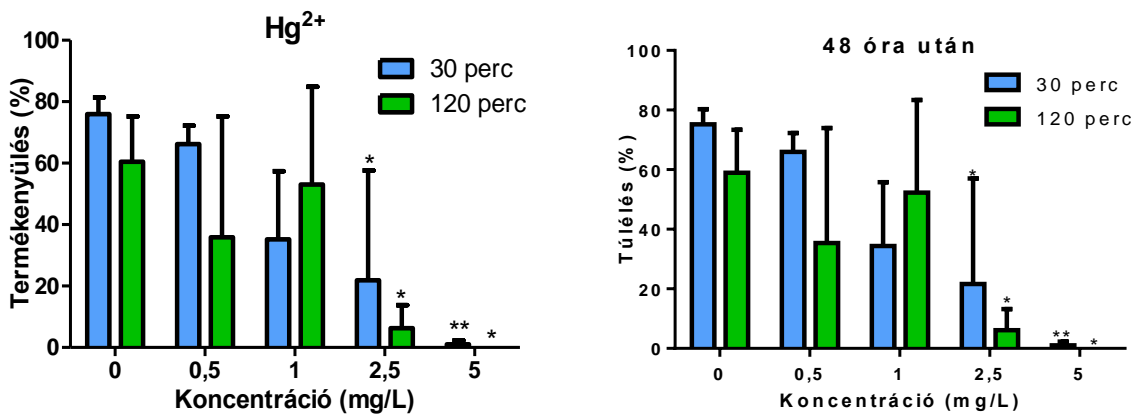 Hg2+
100
80
60
40
20
0
Termékenyülés (%)
30 perc
120 perc
*
*
**
*
0 0,5 1 2,5 5
Koncentráció (mg/L)
48 óra után
100
80
60
40
20
0
Túlélés (%)
30 perc
120 perc
*
*
**
*
0 0,5 1 2,5 5
Koncentráció (mg/L)